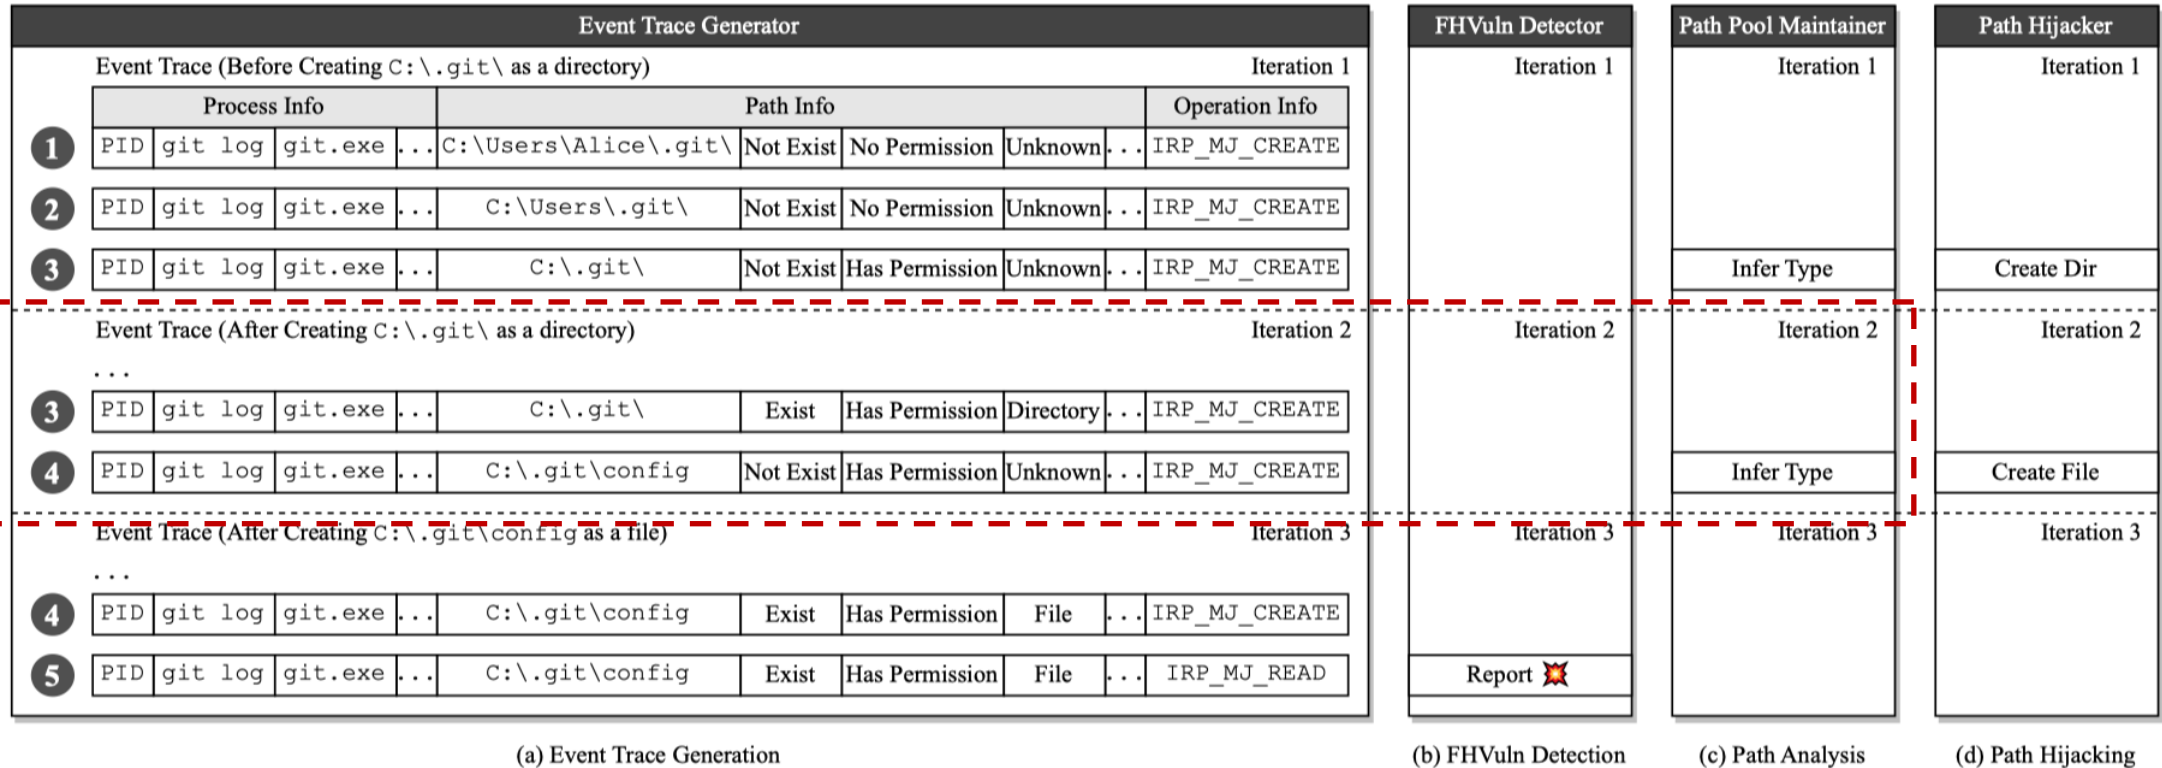 Event Trace Generator FHVuln Detector Path Pool Maintainer Path Hijacker
Event Trace (Before Creating C:\.git\ as a directory) Iteration 1 Iteration 1 Iteration 1 Iteration 1
Process Info Path Info Operation Info
1 PID git log git.exe ... C:\Users\Alice\.git\ Not Exist No Permission Unknown ... IRP_MJ_CREATE
2 PID git log git.exe ... C:\Users\.git\ Not Exist No Permission Unknown ... IRP_MJ_CREATE
3 PID git log git.exe ... C:\.git\ Not Exist Has Permission Unknown ... IRP_MJ_CREATE Infer Type Create Dir
Event Trace (After Creating C:\.git\ as a directory) Iteration 2 Iteration 2 Iteration 2 Iteration 2
...
3 PID git log git.exe ... C:\.git\ Exist Has Permission Directory ... IRP_MJ_CREATE
4 PID git log git.exe ... C:\.git\config Not Exist Has Permission Unknown ... IRP_MJ_CREATE Infer Type Create File
Event Trace (After Creating C:\.git\config as a file) Iteration 3 Iteration 3 Iteration 3 Iteration 3
...
4 PID git log git.exe ... C:\.git\config Exist Has Permission File ... IRP_MJ_CREATE
5 PID git log git.exe ... C:\.git\config Exist Has Permission File ... IRP_MJ_READ Report
(a) Event Trace Generation (b) FHVuln Detection (c) Path Analysis (d) Path Hijacking